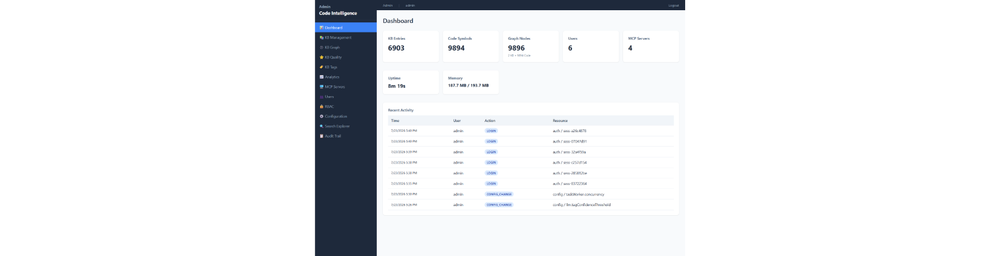 Admin
Code Intelligence
Dashboard
KB Management
KB Graph
KB Quality
KB Tags
Analytics
MCP Servers
Users
RBAC
Configuration
Search Explorer
Audit Trail
Admin admin Logout
Dashboard
KB Entries
6903
Code Symbols
9894
Graph Nodes
9896
2 KB + 9894 Code
Users
6
MCP Servers
4
Uptime
8m 19s
Memory
187.7 MB / 193.7 MB
Recent Activity
Time User Action Resource
7/23/2026 5:40 PM admin LOGIN auth / sess-a26c4878
7/23/2026 5:40 PM admin LOGIN auth / sess-07047d91
7/23/2026 5:39 PM admin LOGIN auth / sess-32a4f59a
7/23/2026 5:38 PM admin LOGIN auth / sess-c257d154
7/23/2026 5:38 PM admin LOGIN auth / sess-285812be
7/23/2026 5:35 PM admin LOGIN auth / sess-83722364
7/23/2026 5:30 PM admin CONFIG_CHANGE config / taskWorker.concurrency
7/23/2026 5:26 PM admin CONFIG_CHANGE config / llm.tagConfidenceThreshold